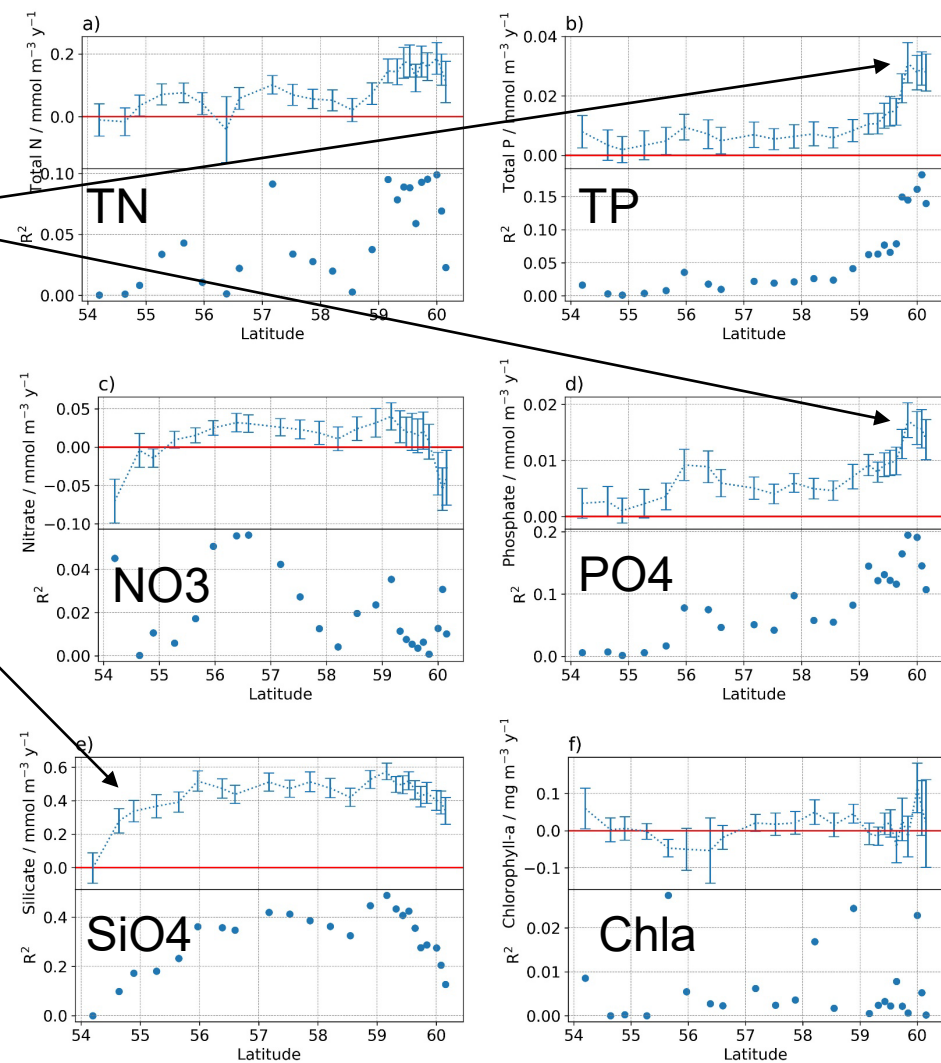 a)
Total N / mmol m⁻³ y⁻¹
0.2
0.0
R²
0.10
0.05
0.00
TN
54 55 56 57 58 59 60
Latitude
b)
Total P / mmol m⁻³ y⁻¹
0.04
0.02
0.00
R²
0.15
0.10
0.05
0.00
TP
54 55 56 57 58 59 60
Latitude
c)
Nitrate / mmol m⁻³ y⁻¹
0.05
0.00
−0.05
−0.10
R²
0.04
0.02
0.00
NO3
54 55 56 57 58 59 60
Latitude
d)
Phosphate / mmol m⁻³ y⁻¹
0.02
0.01
0.00
R²
0.2
0.1
0.0
PO4
54 55 56 57 58 59 60
Latitude
e)
Silicate / mmol m⁻³ y⁻¹
0.6
0.4
0.2
0.0
R²
0.4
0.2
0.0
SiO4
54 55 56 57 58 59 60
Latitude
f)
Chlorophyll-a / mg m⁻³ y⁻¹
0.1
0.0
−0.1
R²
0.02
0.01
0.00
Chla
54 55 56 57 58 59 60
Latitude